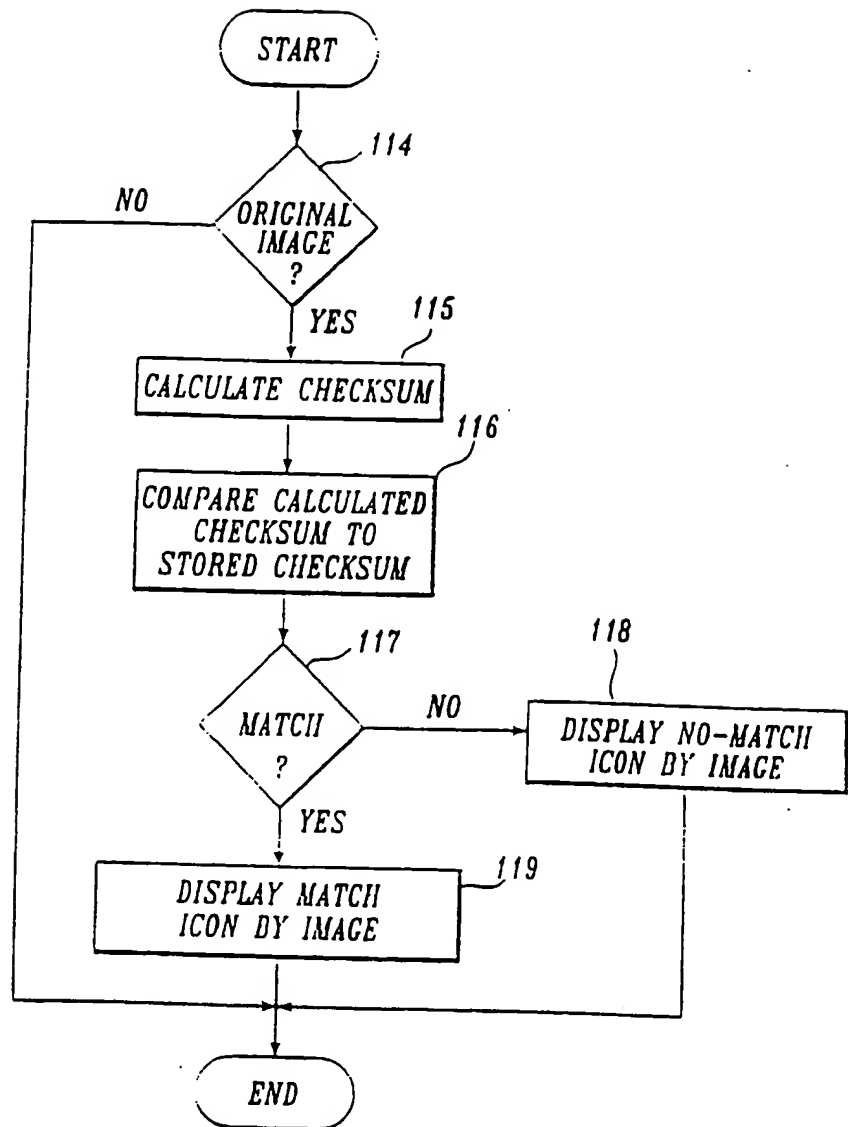 START
114
NO
ORIGINAL
IMAGE
?
YES
115
CALCULATE CHECKSUM
116
COMPARE CALCULATED
CHECKSUM TO
STORED CHECKSUM
117
118
MATCH
?
NO
DISPLAY NO-MATCH
ICON BY IMAGE
YES
119
DISPLAY MATCH
ICON BY IMAGE
END